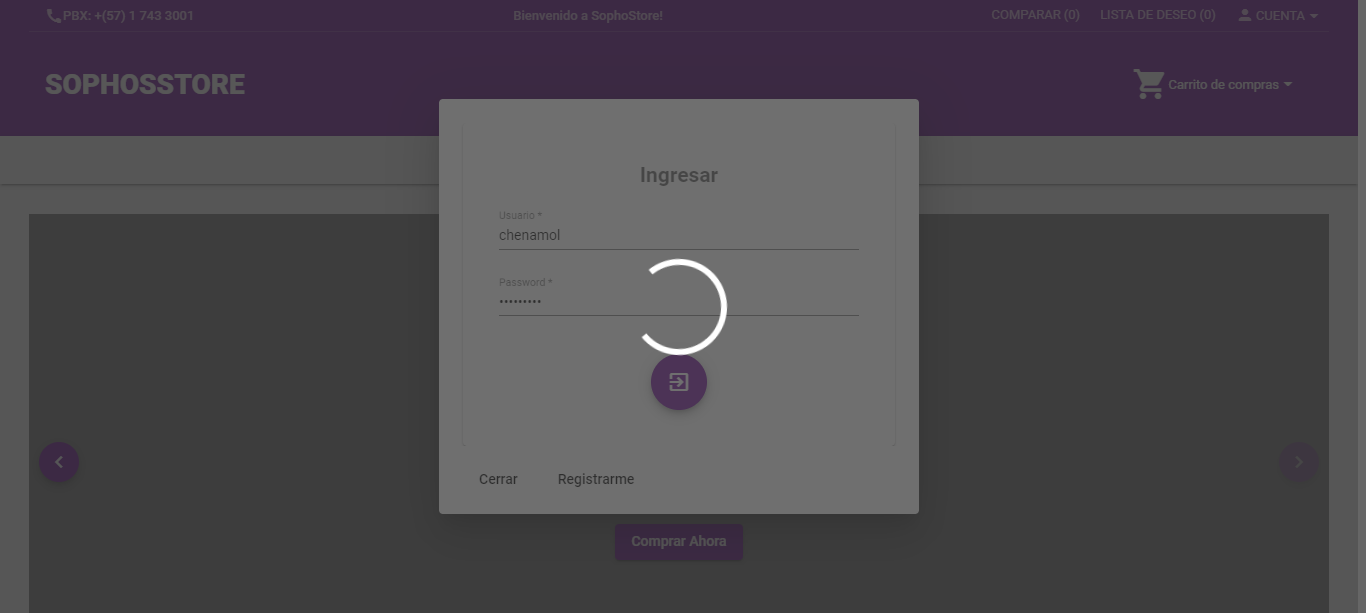 PBX: +(57) 1 743 3001
Bienvenido a SophoStore!
COMPARAR (0)
LISTA DE DESEO (0)
CUENTA
SOPHOSSTORE
Carrito de compras
Ingresar
Usuario *
chenamol
Password *
•••••••••
Cerrar
Registrarme
Comprar Ahora